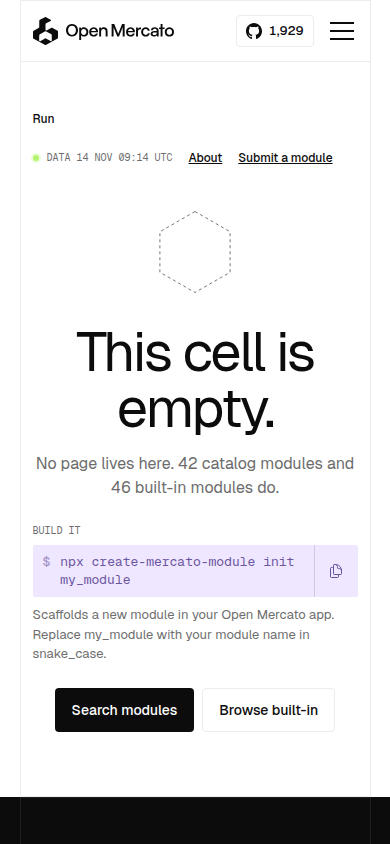 Open Mercato
1,929
Run
DATA 14 NOV 09:14 UTC About Submit a module
This cell is
empty.
No page lives here. 42 catalog modules and
46 built-in modules do.
BUILD IT
$ npx create-mercato-module init
my_module
Scaffolds a new module in your Open Mercato app.
Replace my_module with your module name in
snake_case.
Search modules Browse built-in